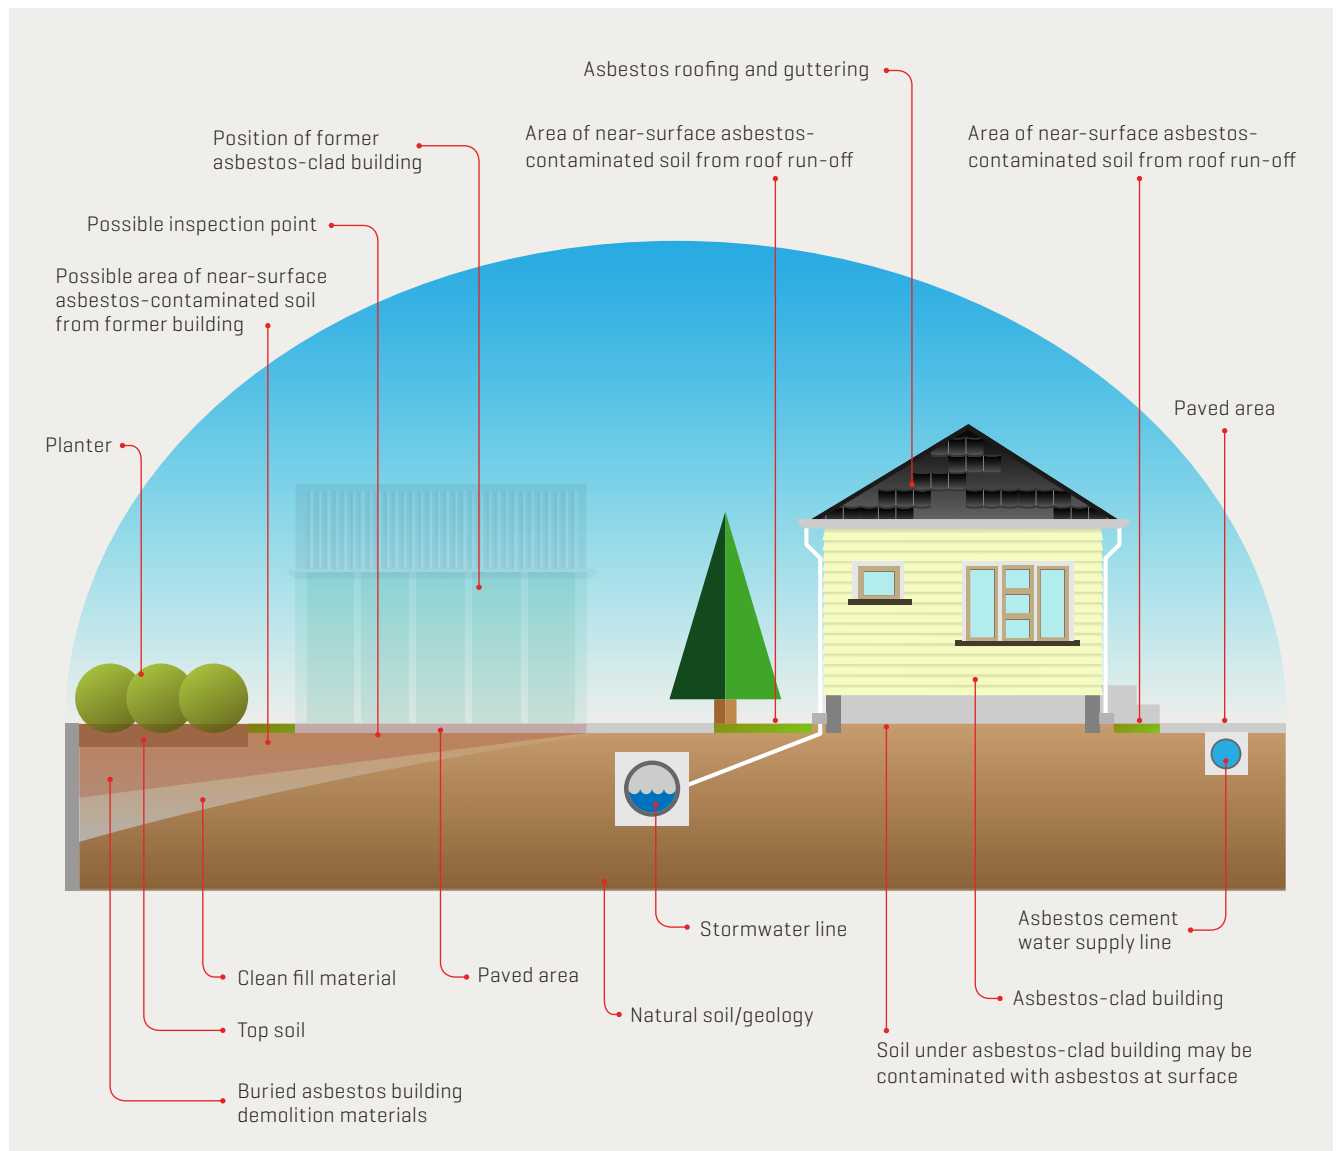 Asbestos roofing and guttering
Position of former
asbestos-clad building
Area of near-surface asbestos-
contaminated soil from roof run-off
Area of near-surface asbestos-
contaminated soil from roof run-off
Possible inspection point
Possible area of near-surface
asbestos-contaminated soil
from former building
Paved area
Planter
Stormwater line
Asbestos cement
water supply line
Clean fill material
Paved area
Asbestos-clad building
Natural soil/geology
Top soil
Soil under asbestos-clad building may be
contaminated with asbestos at surface
Buried asbestos building
demolition materials